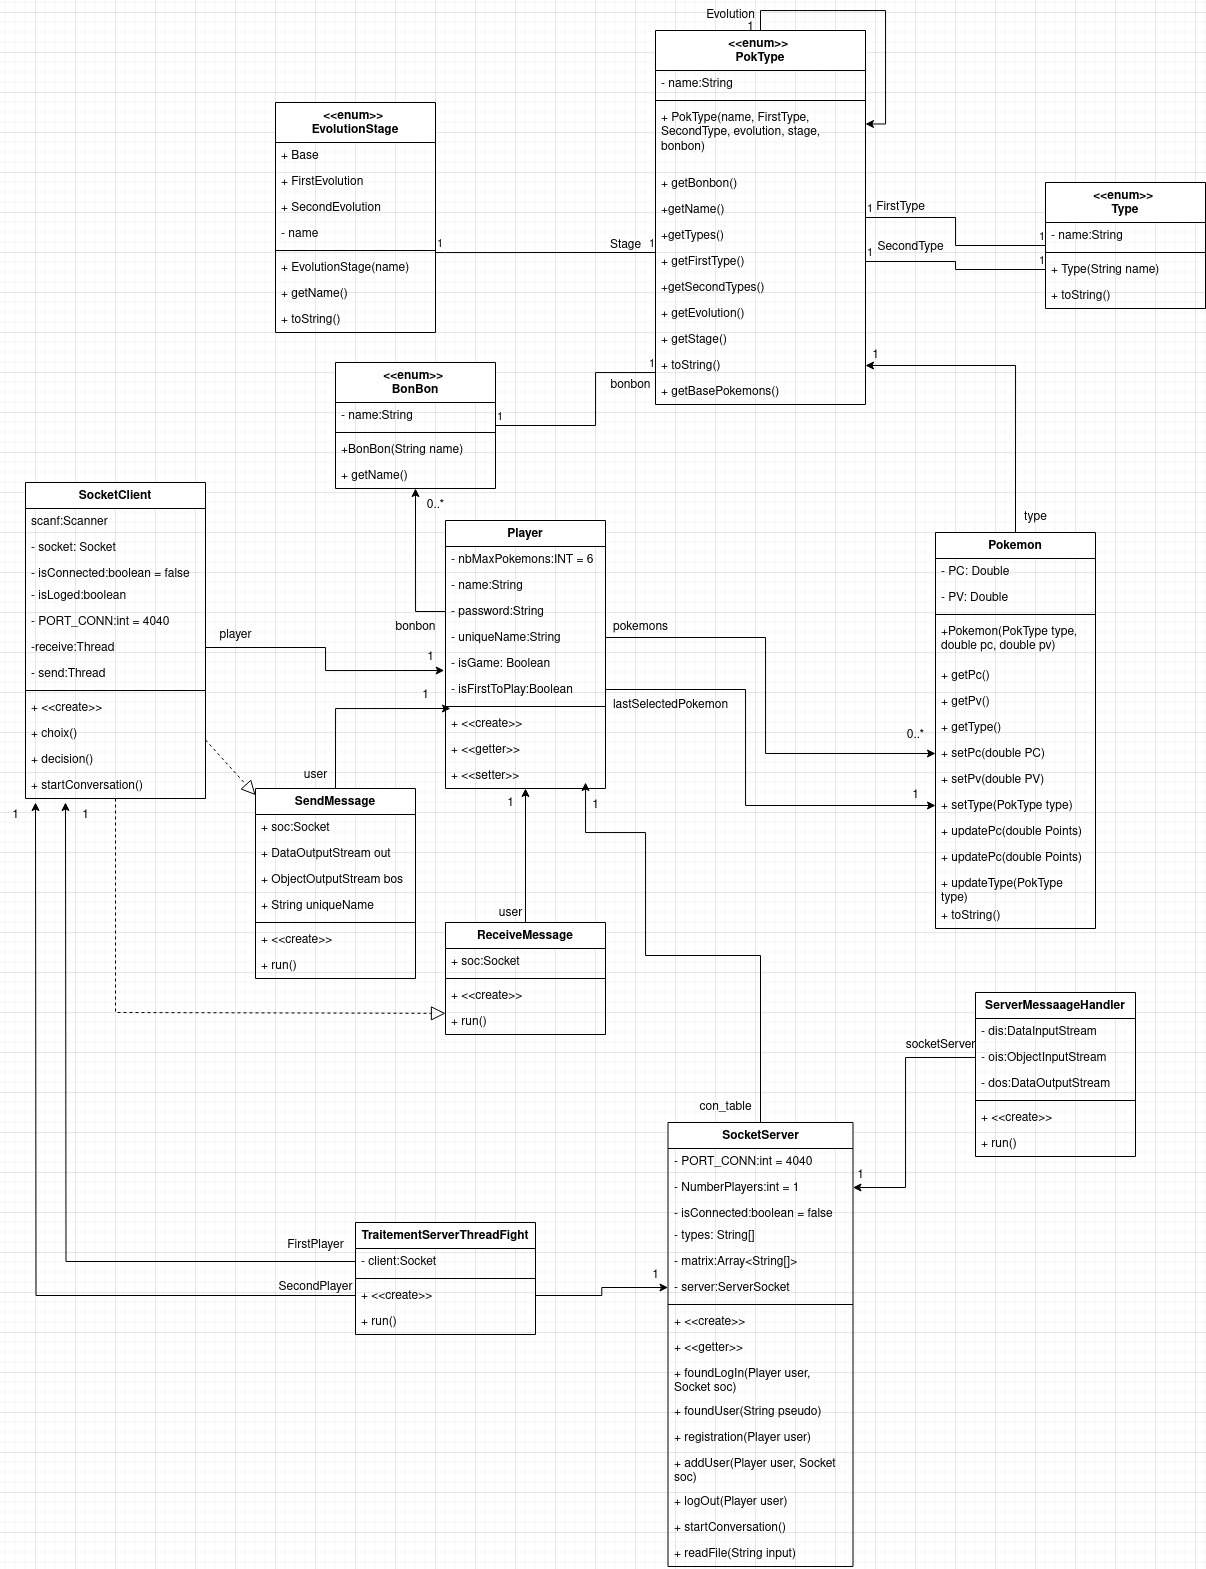 Evolution
1
<<enum>>
PokType
- name:String
+ PokType(name, FirstType,
SecondType, evolution, stage,
bonbon)
+ getBonbon()
+getName()
+getTypes()
+ getFirstType()
+getSecondTypes()
+ getEvolution()
+ getStage()
+ toString()
+ getBasePokemons()
<<enum>>
EvolutionStage
+ Base
+ FirstEvolution
+ SecondEvolution
- name
+ EvolutionStage(name)
+ getName()
+ toString()
1
Stage
1
1
FirstType
1
1
SecondType
1
<<enum>>
Type
- name:String
+ Type(String name)
+ toString()
<<enum>>
BonBon
- name:String
+BonBon(String name)
+ getName()
1
bonbon
1
1
type
0..*
bonbon
SocketClient
scanf:Scanner
- socket: Socket
- isConnected:boolean = false
- isLoged:boolean
- PORT_CONN:int = 4040
-receive:Thread
- send:Thread
+ <<create>>
+ choix()
+ decision()
+ startConversation()
player
1
1
user
Player
- nbMaxPokemons:INT = 6
- name:String
- password:String
- uniqueName:String
- isGame: Boolean
- isFirstToPlay:Boolean
+ <<create>>
+ <<getter>>
+ <<setter>>
pokemons
0..*
lastSelectedPokemon
1
Pokemon
- PC: Double
- PV: Double
+Pokemon(PokType type,
double pc, double pv)
+ getPc()
+ getPv()
+ getType()
+ setPc(double PC)
+ setPv(double PV)
+ setType(PokType type)
+ updatePc(double Points)
+ updatePc(double Points)
+ updateType(PokType
type)
+ toString()
1
1
SendMessage
+ soc:Socket
+ DataOutputStream out
+ ObjectOutputStream bos
+ String uniqueName
+ <<create>>
+ run()
1
1
user
ReceiveMessage
+ soc:Socket
+ <<create>>
+ run()
con_table
ServerMessaageHandler
- dis:DataInputStream
- ois:ObjectInputStream
- dos:DataOutputStream
+ <<create>>
+ run()
socketServer
1
SocketServer
- PORT_CONN:int = 4040
- NumberPlayers:int = 1
- isConnected:boolean = false
- types: String[]
- matrix:Array<String[]>
- server:ServerSocket
+ <<create>>
+ <<getter>>
+ foundLogIn(Player user,
Socket soc)
+ foundUser(String pseudo)
+ registration(Player user)
+ addUser(Player user, Socket
soc)
+ logOut(Player user)
+ startConversation()
+ readFile(String input)
FirstPlayer
SecondPlayer
TraitementServerThreadFight
- client:Socket
+ <<create>>
+ run()
1